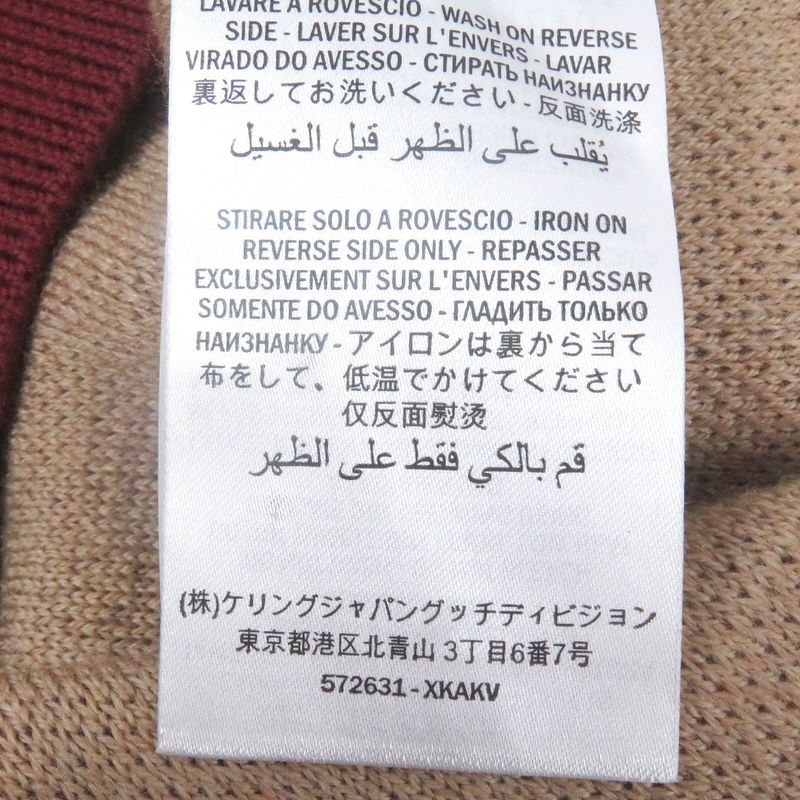 LAVARE A ROVESCIO - WASH ON REVERSE
SIDE - LAVER SUR L'ENVERS - LAVAR
VIRADO DO AVESSO - СТИРАТЬ НАИЗНАНКУ
裏返してお洗いください - 反面洗涤
يُقلب على الظهر قبل الغسيل
STIRARE SOLO A ROVESCIO - IRON ON
REVERSE SIDE ONLY - REPASSER
EXCLUSIVEMENT SUR L'ENVERS - PASSAR
SOMENTE DO AVESSO - ГЛАДИТЬ ТОЛЬКО
НАИЗНАНКУ - アイロンは裏から当て
布をして、低温でかけてください
仅反面熨烫
قم بالكي فقط على الظهر
(株)ケリングジャパングッチディビジョン
東京都港区北青山 3丁目6番7号
572631 - XKAKV